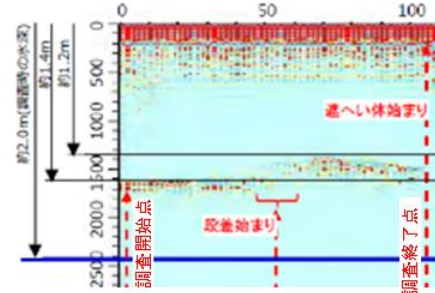 0 50 100
0
500
1000
1500
2000
2500
約2.0m(調査時の水深)
約1.4m
約1.2m
遮へい体始まり
段差始まり
調査開始点
調査終了点